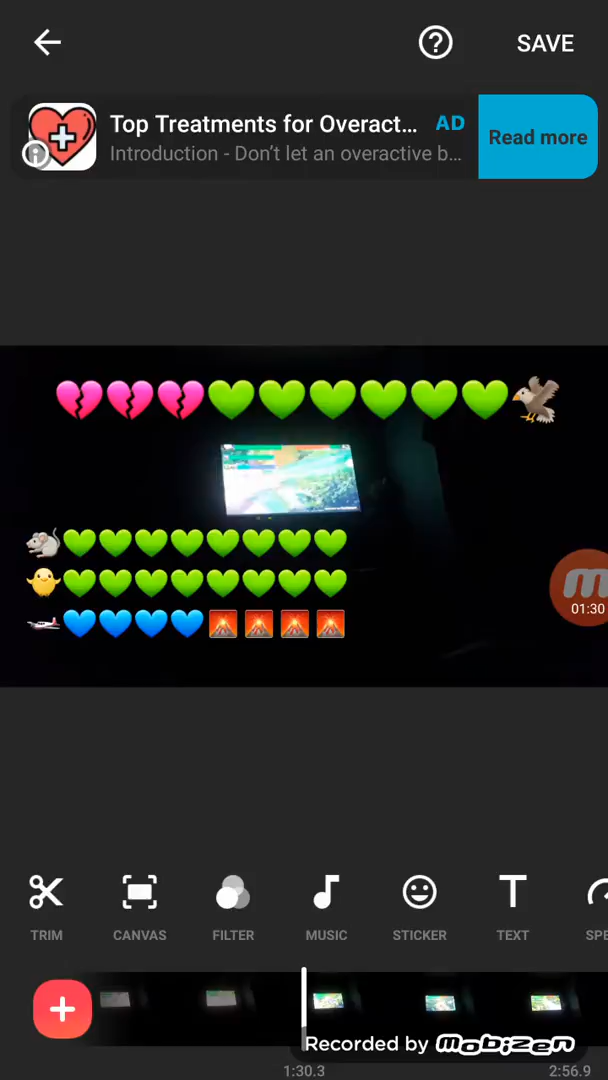 SAVE
Top Treatments for Overact...
AD
Read more
Introduction - Don't let an overactive b...
01:30
TRIM
CANVAS
FILTER
MUSIC
STICKER
TEXT
SPE
Recorded by mobizen
1:30.3
2:56.9